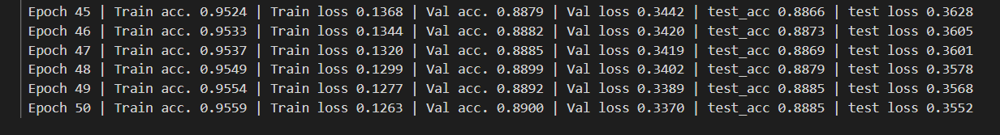 Epoch 45 | Train acc. 0.9524 | Train loss 0.1368 | Val acc. 0.8879 | Val loss 0.3442 | test_acc 0.8866 | test loss 0.3628
Epoch 46 | Train acc. 0.9533 | Train loss 0.1344 | Val acc. 0.8882 | Val loss 0.3420 | test_acc 0.8873 | test loss 0.3605
Epoch 47 | Train acc. 0.9537 | Train loss 0.1320 | Val acc. 0.8885 | Val loss 0.3419 | test_acc 0.8869 | test loss 0.3601
Epoch 48 | Train acc. 0.9549 | Train loss 0.1299 | Val acc. 0.8899 | Val loss 0.3402 | test_acc 0.8879 | test loss 0.3578
Epoch 49 | Train acc. 0.9554 | Train loss 0.1277 | Val acc. 0.8892 | Val loss 0.3389 | test_acc 0.8885 | test loss 0.3568
Epoch 50 | Train acc. 0.9559 | Train loss 0.1263 | Val acc. 0.8900 | Val loss 0.3370 | test_acc 0.8885 | test loss 0.3552